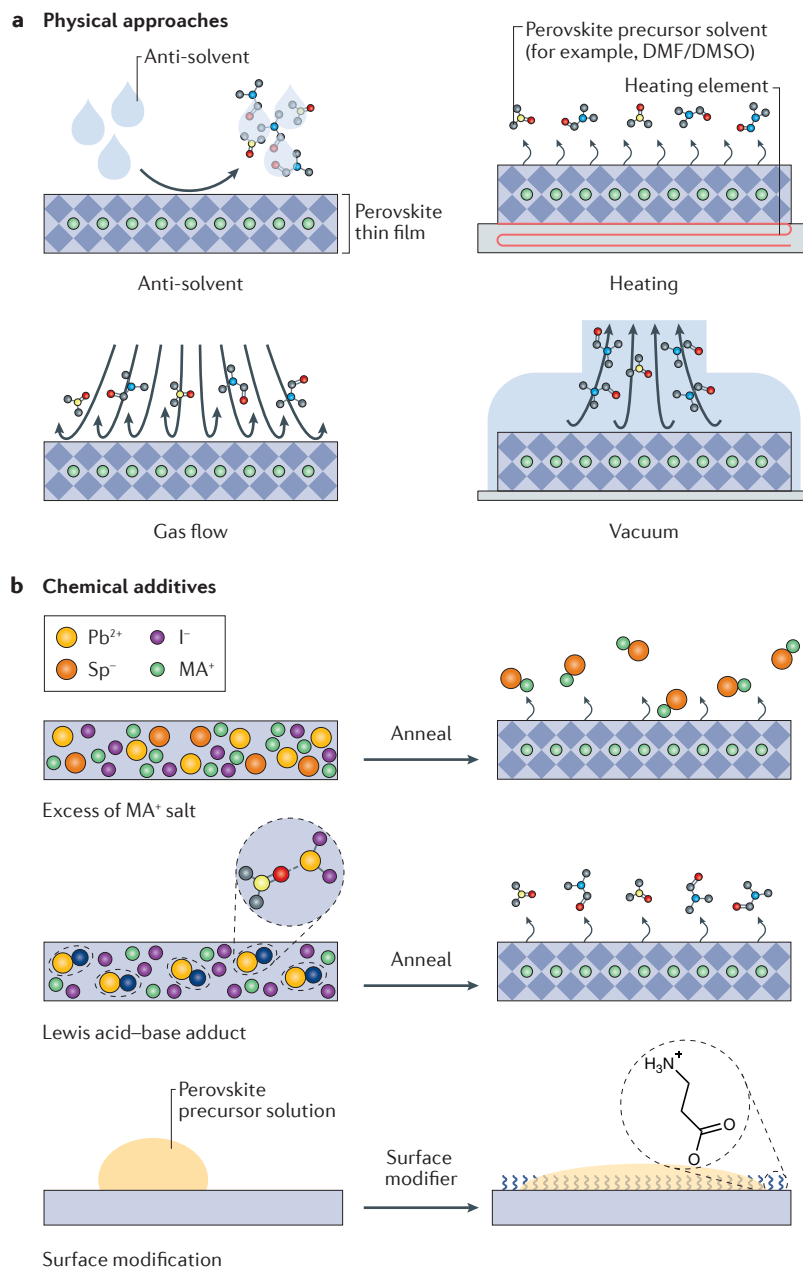 a Physical approaches
Anti-solvent
Perovskite thin film
Anti-solvent
Perovskite precursor solvent
(for example, DMF/DMSO)
Heating element
Heating
Gas flow
Vacuum
b Chemical additives
Pb²⁺ I⁻
Sp⁻ MA⁺
Anneal
Excess of MA⁺ salt
Anneal
Lewis acid–base adduct
Perovskite
precursor solution
Surface
modifier
H₃N
+
O
O
Surface modification